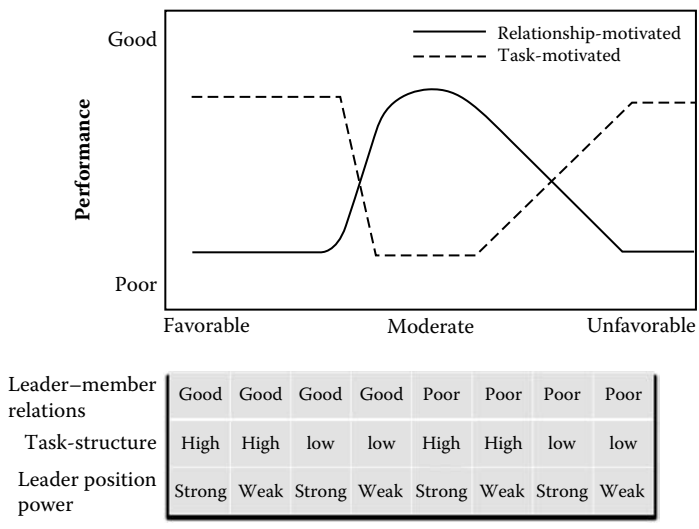 Good
Relationship-motivated
Task-motivated
Performance
Poor
Favorable Moderate Unfavorable
Leader–member
relations
Good Good Good Good Poor Poor Poor Poor
Task-structure High High low low High High low low
Leader position
power
Strong Weak Strong Weak Strong Weak Strong Weak